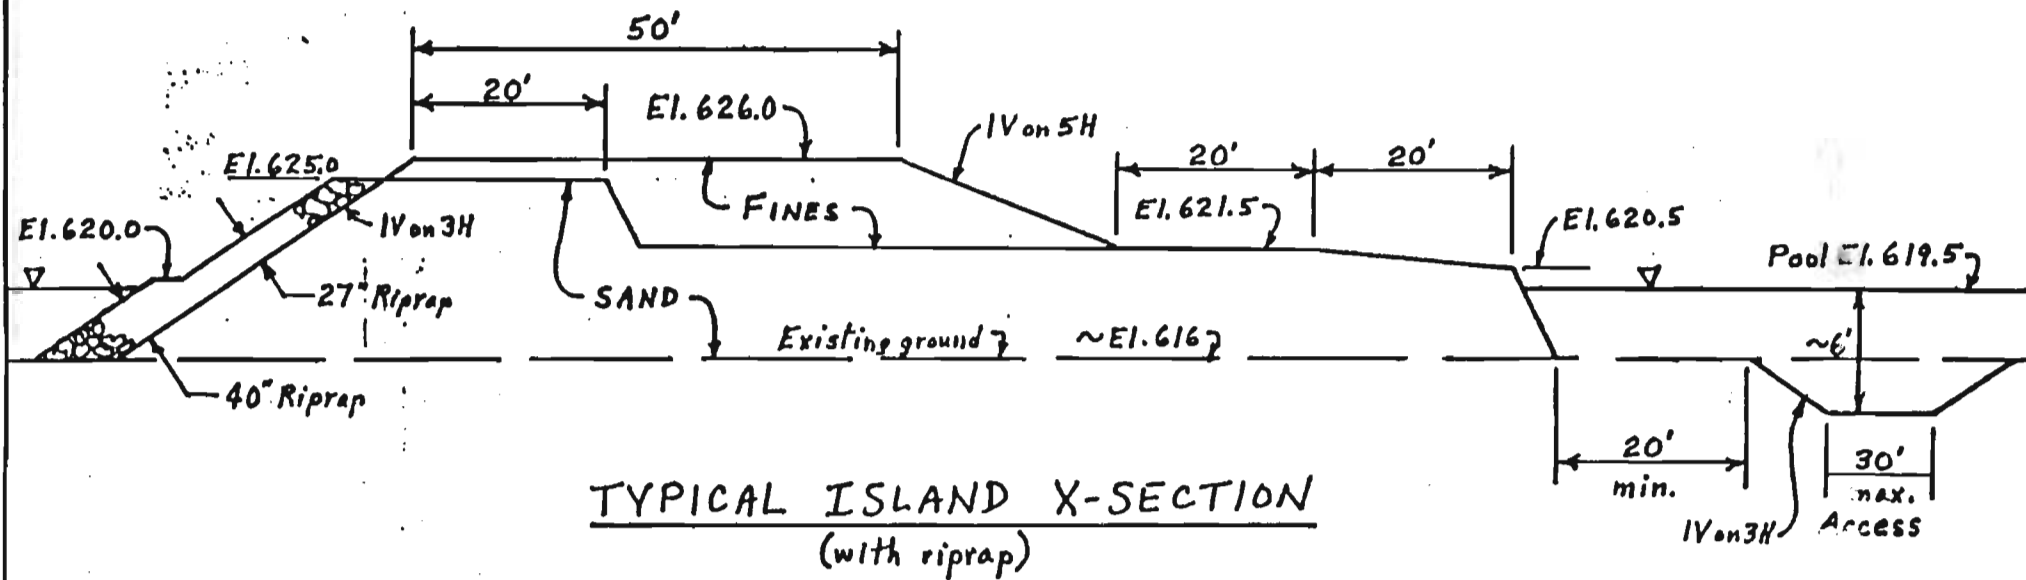 50'
20'
El. 626.0
1V on 5H
20'
20'
El. 625.0
El. 620.0
1V on 3H
FINES
El. 621.5
El. 620.5
Pool El. 619.5
27" Riprap
SAND
Existing ground
~El. 616
~6'
40" Riprap
20'
min.
30'
max.
Access
1V on 3H
TYPICAL ISLAND X-SECTION
(with riprap)